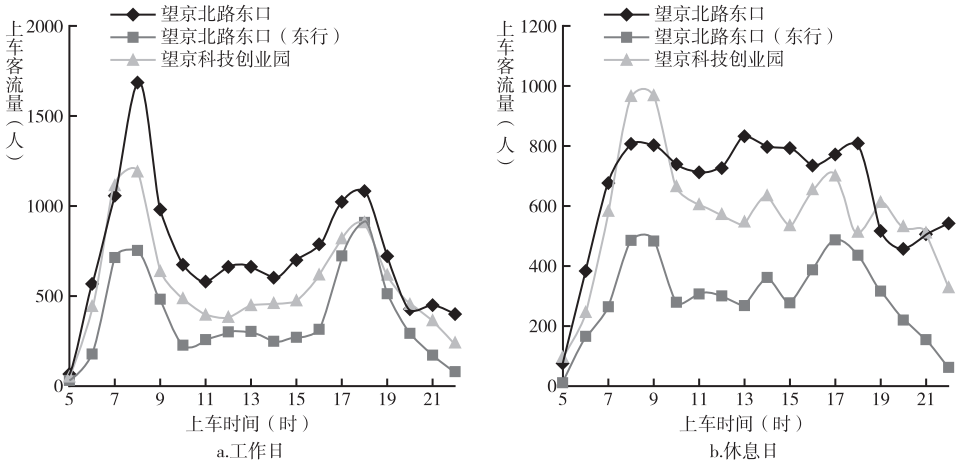 上车客流量（人）
望京北路东口
望京北路东口（东行）
望京科技创业园
2000
1500
1000
500
0
5 7 9 11 13 15 17 19 21
上车时间（时）
a.工作日
上车客流量（人）
望京北路东口
望京北路东口（东行）
望京科技创业园
1200
1000
800
600
400
200
0
5 7 9 11 13 15 17 19 21
上车时间（时）
b.休息日